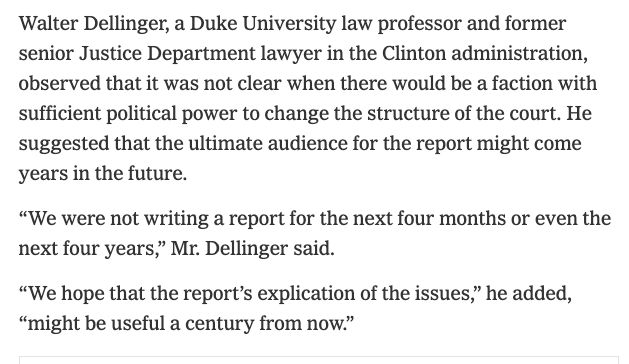 Walter Dellinger, a Duke University law professor and former
senior Justice Department lawyer in the Clinton administration,
observed that it was not clear when there would be a faction with
sufficient political power to change the structure of the court. He
suggested that the ultimate audience for the report might come
years in the future.
“We were not writing a report for the next four months or even the
next four years,” Mr. Dellinger said.
“We hope that the report’s explication of the issues,” he added,
“might be useful a century from now.”